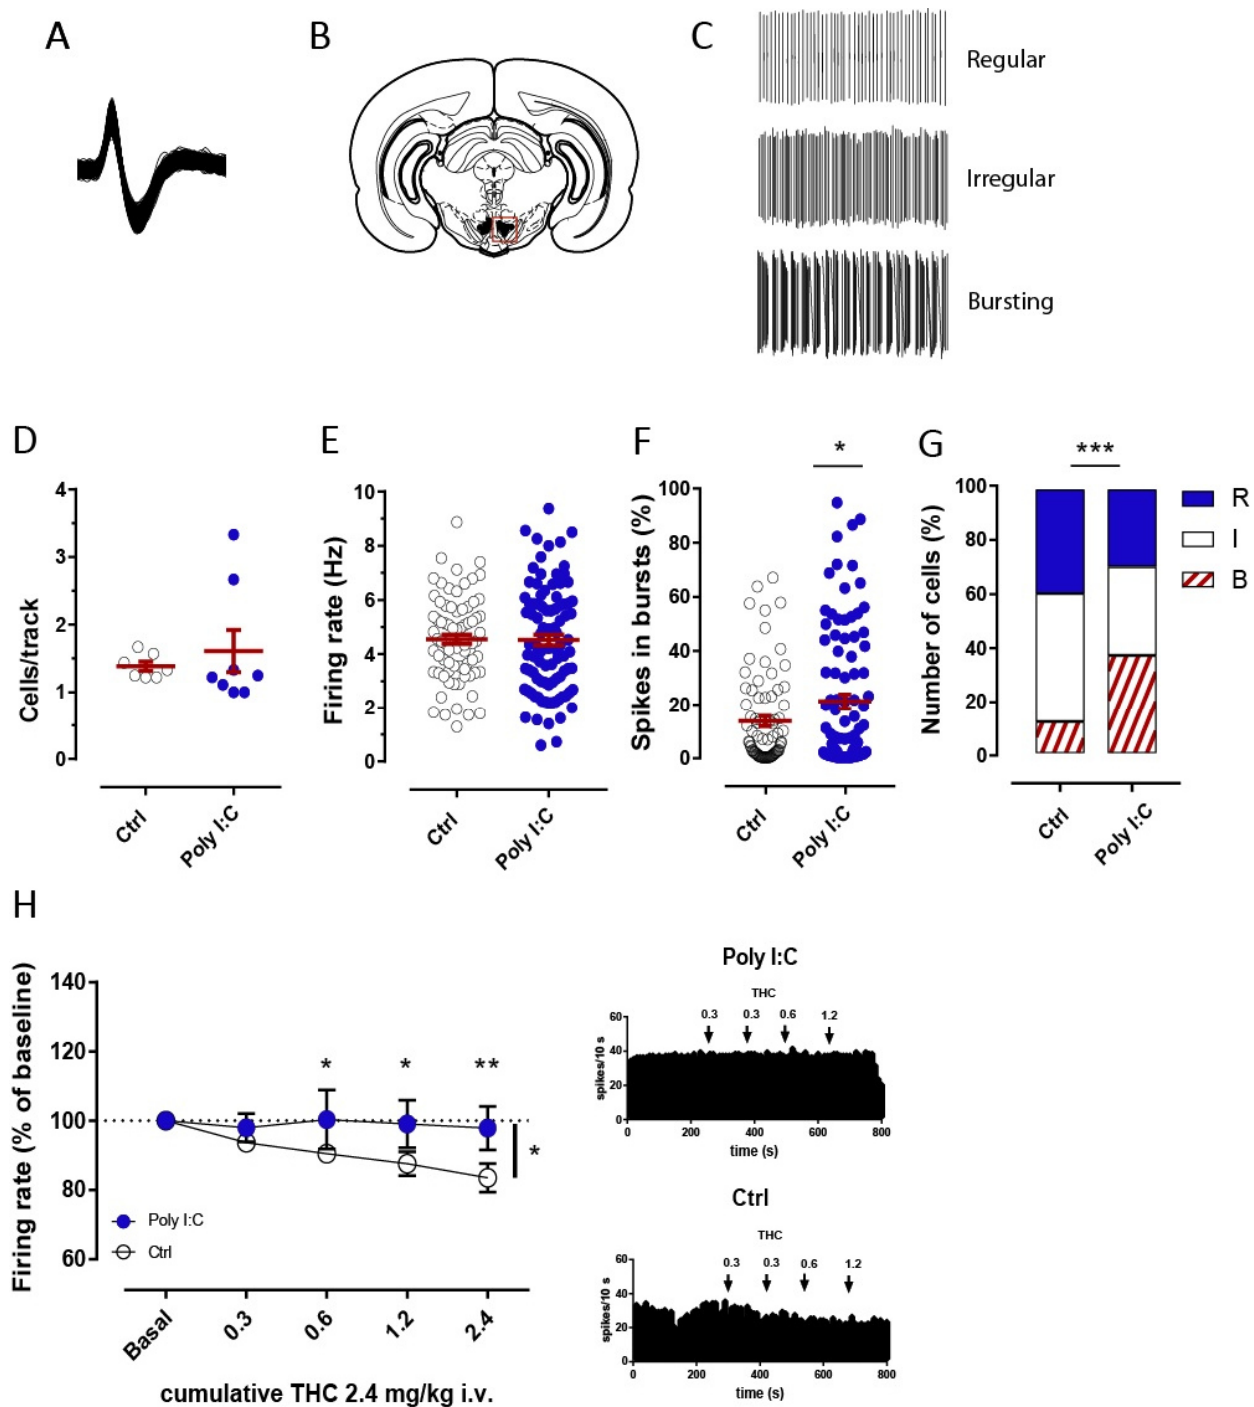 A
B
C
Regular
Irregular
Bursting
D
Cells/track
4
3
2
1
0
Ctrl
Poly I:C
E
Firing rate (Hz)
10
8
6
4
2
0
Ctrl
Poly I:C
F
Spikes in bursts (%)
*
100
80
60
40
20
0
Ctrl
Poly I:C
G
Number of cells (%)
***
100
80
60
40
20
0
Ctrl
Poly I:C
R
I
B
H
Firing rate (% of baseline)
140
120
100
80
60
* * **
*
Poly I:C
Ctrl
Basal
0.3
0.6
1.2
2.4
cumulative THC 2.4 mg/kg i.v.
Poly I:C
THC
0.3 0.3 0.6 1.2
spikes/10 s
60
40
20
0
0 200 400 600 800
time (s)
Ctrl
THC
0.3 0.3 0.6 1.2
spikes/10 s
60
40
20
0
0 200 400 600 800
time (s)